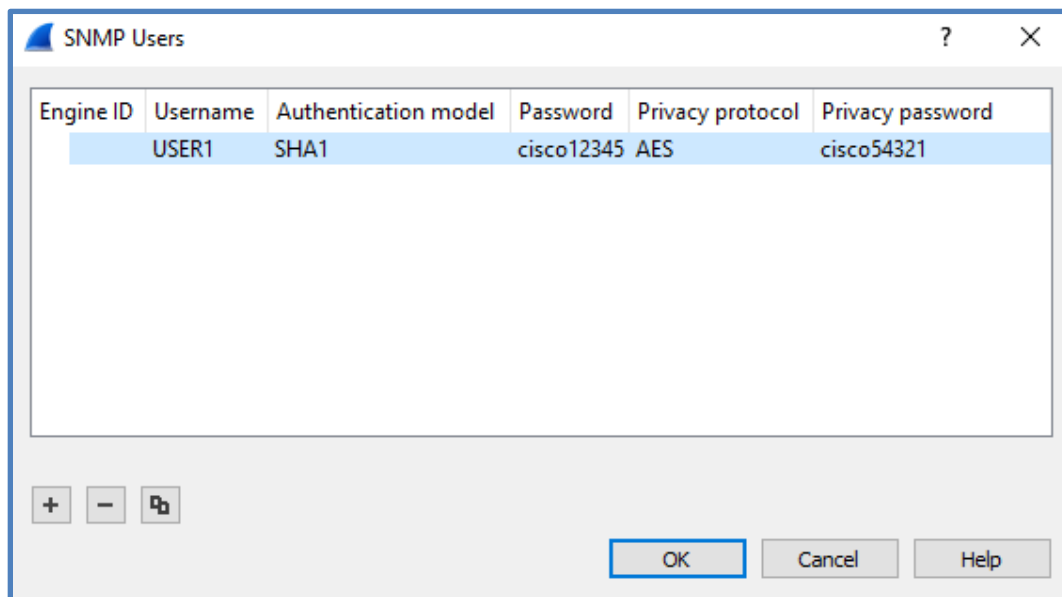 SNMP Users ?
Engine ID Username Authentication model Password Privacy protocol Privacy password
USER1 SHA1 cisco12345 AES cisco54321
OK Cancel Help